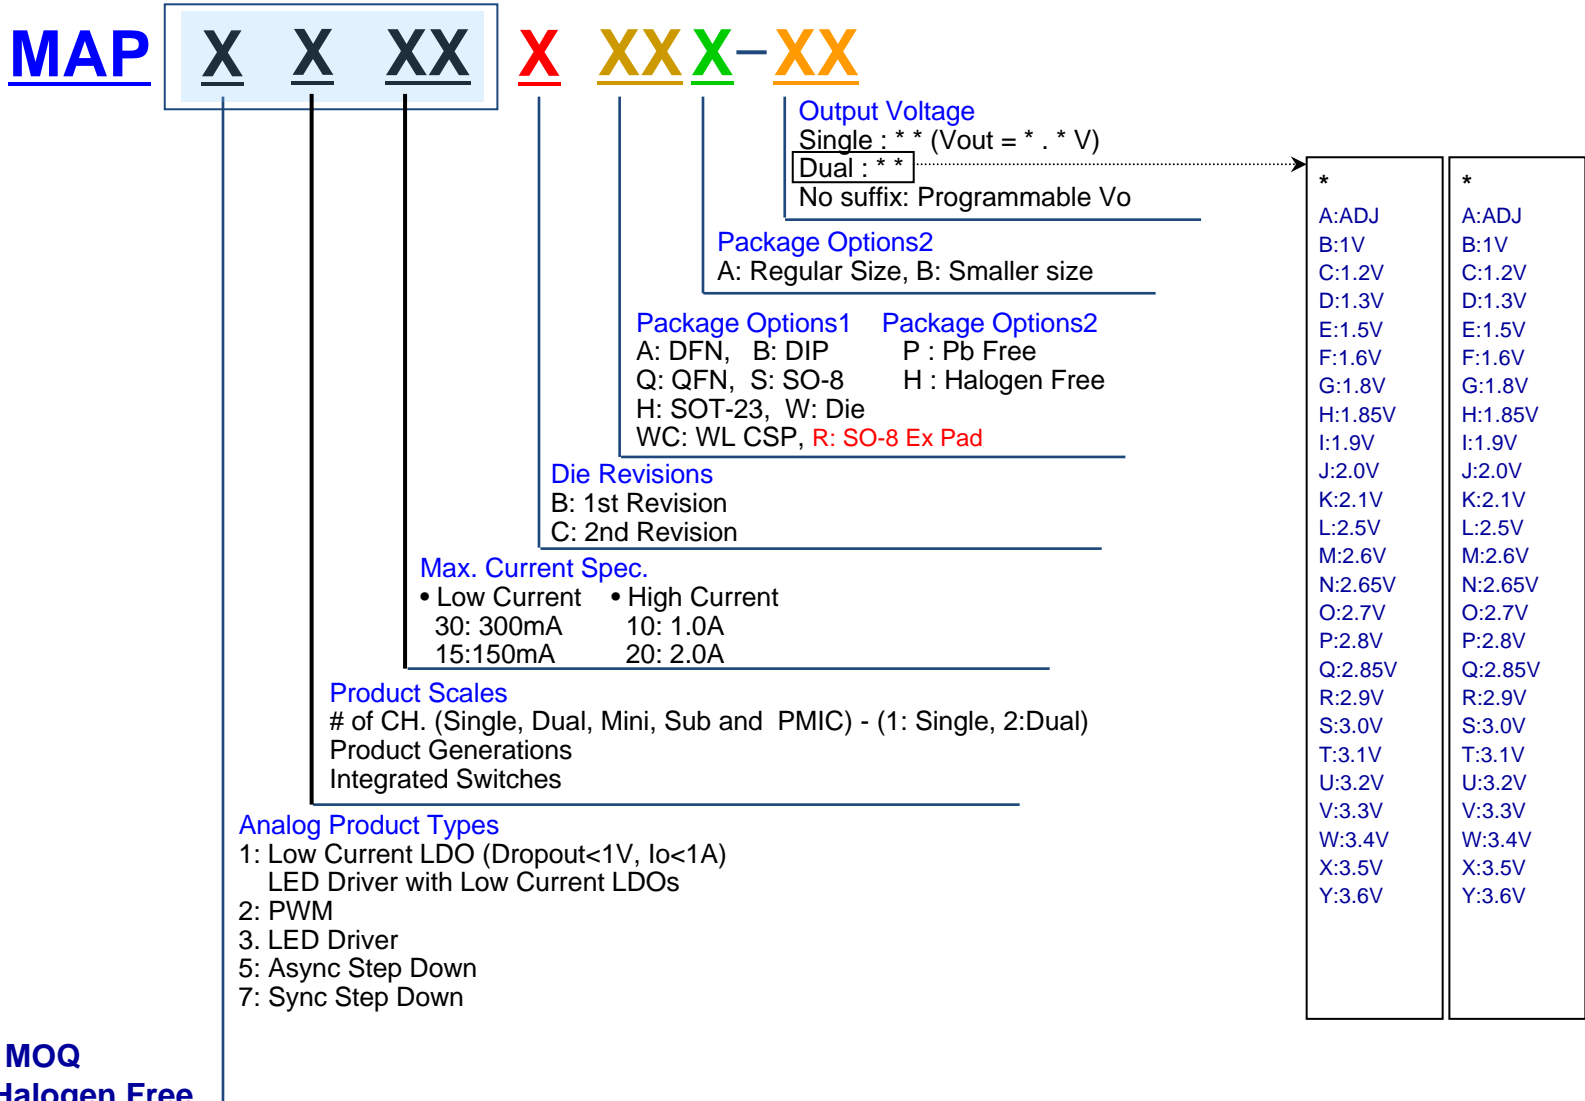 MAP X X XX X XX X – XX
Output Voltage
Single : * * (Vout = * . * V)
Dual : * *
No suffix: Programmable Vo
Package Options2
A: Regular Size, B: Smaller size
Package Options1 Package Options2
A: DFN, B: DIP P : Pb Free
Q: QFN, S: SO-8 H : Halogen Free
H: SOT-23, W: Die
WC: WL CSP, R: SO-8 Ex Pad
Die Revisions
B: 1st Revision
C: 2nd Revision
Max. Current Spec.
• Low Current • High Current
30: 300mA 10: 1.0A
15:150mA 20: 2.0A
Product Scales
# of CH. (Single, Dual, Mini, Sub and PMIC) - (1: Single, 2:Dual)
Product Generations
Integrated Switches
Analog Product Types
1: Low Current LDO (Dropout<1V, Io<1A)
LED Driver with Low Current LDOs
2: PWM
3. LED Driver
5: Async Step Down
7: Sync Step Down
*
A:ADJ
B:1V
C:1.2V
D:1.3V
E:1.5V
F:1.6V
G:1.8V
H:1.85V
I:1.9V
J:2.0V
K:2.1V
L:2.5V
M:2.6V
N:2.65V
O:2.7V
P:2.8V
Q:2.85V
R:2.9V
S:3.0V
T:3.1V
U:3.2V
V:3.3V
W:3.4V
X:3.5V
Y:3.6V
*
A:ADJ
B:1V
C:1.2V
D:1.3V
E:1.5V
F:1.6V
G:1.8V
H:1.85V
I:1.9V
J:2.0V
K:2.1V
L:2.5V
M:2.6V
N:2.65V
O:2.7V
P:2.8V
Q:2.85V
R:2.9V
S:3.0V
T:3.1V
U:3.2V
V:3.3V
W:3.4V
X:3.5V
Y:3.6V
MOQ
Halogen Free